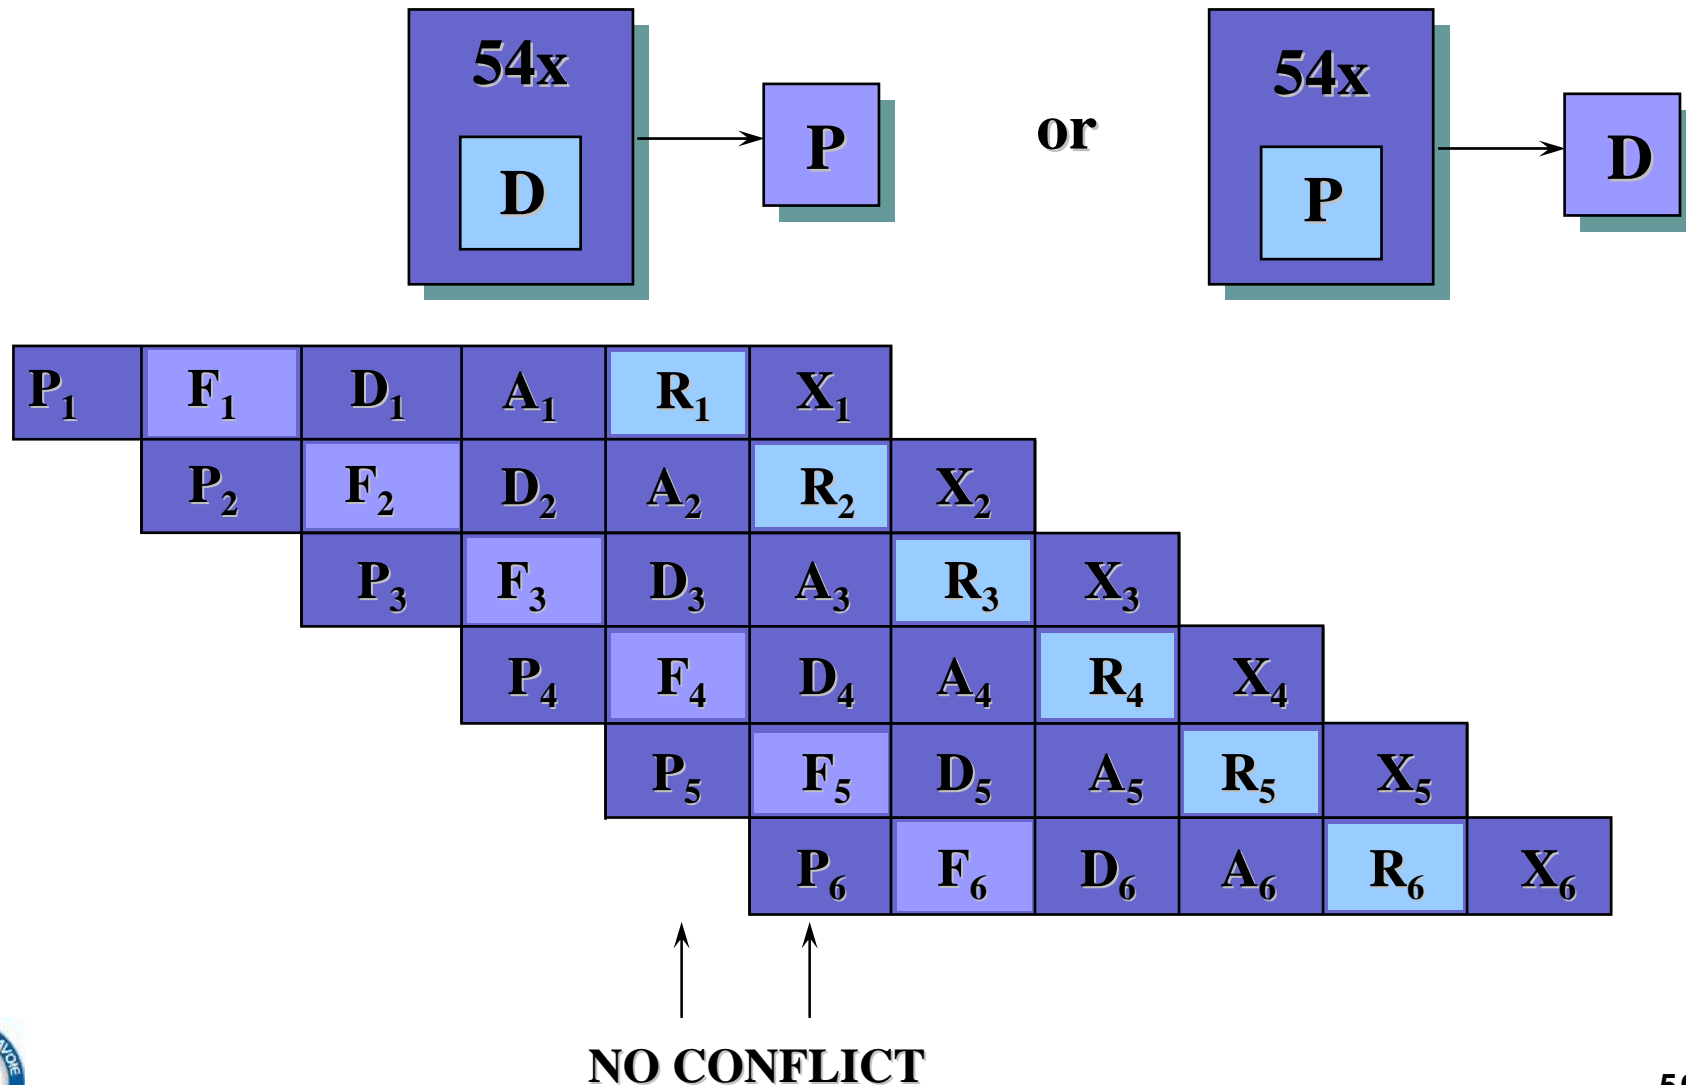 54x
D
P
or
54x
P
D
P1 F1 D1 A1 R1 X1
P2 F2 D2 A2 R2 X2
P3 F3 D3 A3 R3 X3
P4 F4 D4 A4 R4 X4
P5 F5 D5 A5 R5 X5
P6 F6 D6 A6 R6 X6
NO CONFLICT